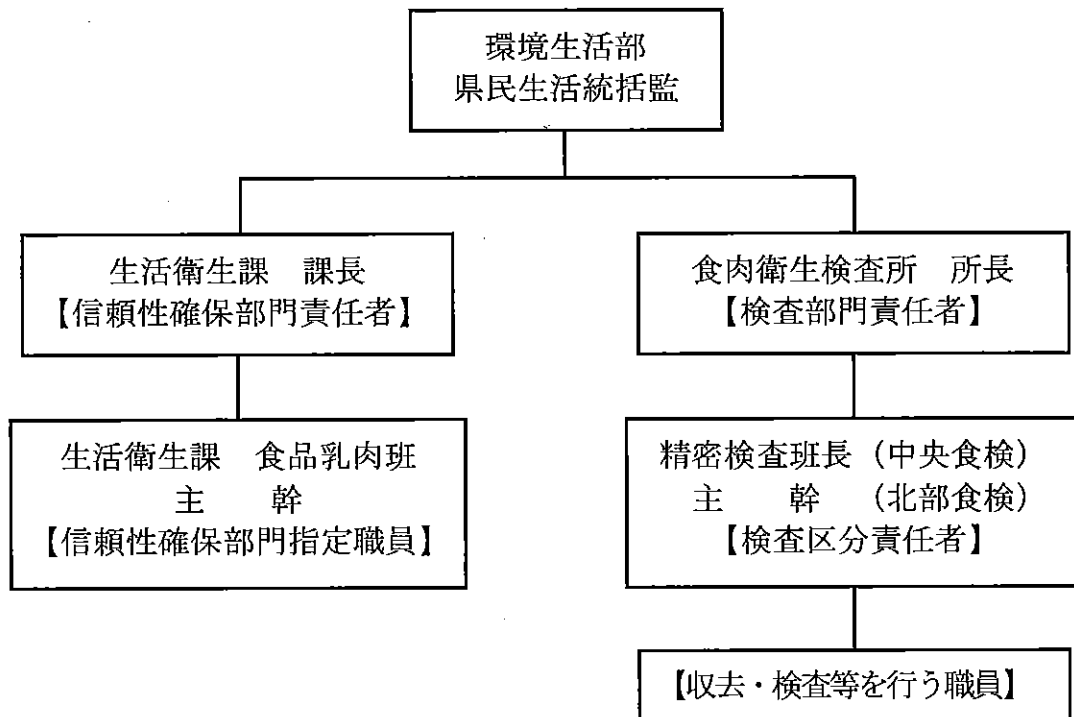 環境生活部
県民生活統括監
生活衛生課　課長
【信頼性確保部門責任者】
食肉衛生検査所　所長
【検査部門責任者】
生活衛生課　食品乳肉班
主　　幹
【信頼性確保部門指定職員】
精密検査班長（中央食検）
主　　幹　（北部食検）
【検査区分責任者】
【収去・検査等を行う職員】